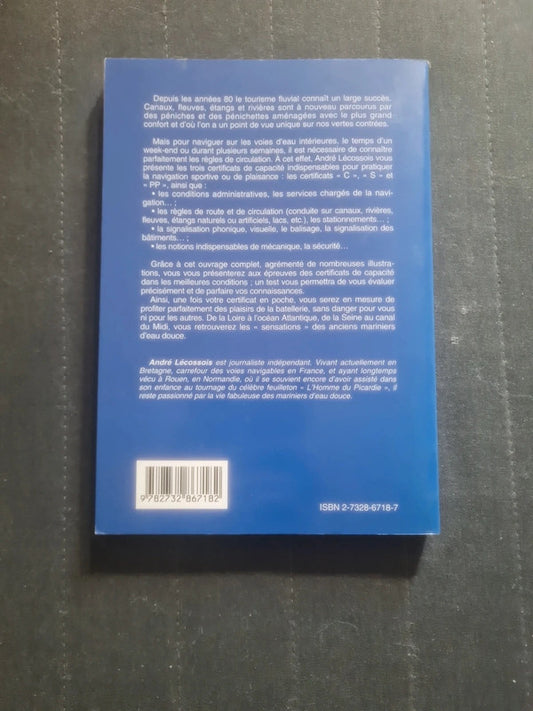 Depuis les années 80 le tourisme fluvial connaît un large succès.
Canaux, fleuves, étangs et rivières sont à nouveau parcourus par
des péniches et des pénichettes aménagées avec le plus grand
confort et d'où l'on a un point de vue unique sur nos vertes contrées.
Mais pour naviguer sur les voies d'eau intérieures, le temps d'un
week-end ou durant plusieurs semaines, il est nécessaire de connaître
parfaitement les règles de circulation. À cet effet, André Lécossois vous
présente les trois certificats de capacité indispensables pour pratiquer
la navigation sportive ou de plaisance : les certificats « C », « S » et
« PP », ainsi que :
• les conditions administratives, les services chargés de la navi-
gation... ;
• les règles de route et de circulation (conduite sur canaux, rivières,
fleuves, étangs naturels ou artificiels, lacs, etc.), les stationnements... ;
• la signalisation phonique, visuelle, le balisage, la signalisation des
bâtiments... ;
• les notions indispensables de mécanique, la sécurité...
Grâce à cet ouvrage complet, agrémenté de nombreuses illustra-
tions, vous vous présenterez aux épreuves des certificats de capacité
dans les meilleures conditions ; un test vous permettra de vous évaluer
précisément et de parfaire vos connaissances.
Ainsi, une fois votre certificat en poche, vous serez en mesure de
profiter parfaitement des plaisirs de la batellerie, sans danger pour vous
ni pour les autres. De la Loire à l'océan Atlantique, de la Seine au canal
du Midi, vous retrouverez les « sensations » des anciens mariniers
d'eau douce.
André Lécossois est journaliste indépendant. Vivant actuellement en
Bretagne, carrefour des voies navigables en France, et ayant longtemps
vécu à Rouen, en Normandie, où il se souvient encore d'avoir assisté dans
son enfance au tournage du célèbre feuilleton « L'Homme du Picardie », il
reste passionné par la vie fabuleuse des mariniers d'eau douce.
9 782732 867182
ISBN 2-7328-6718-7